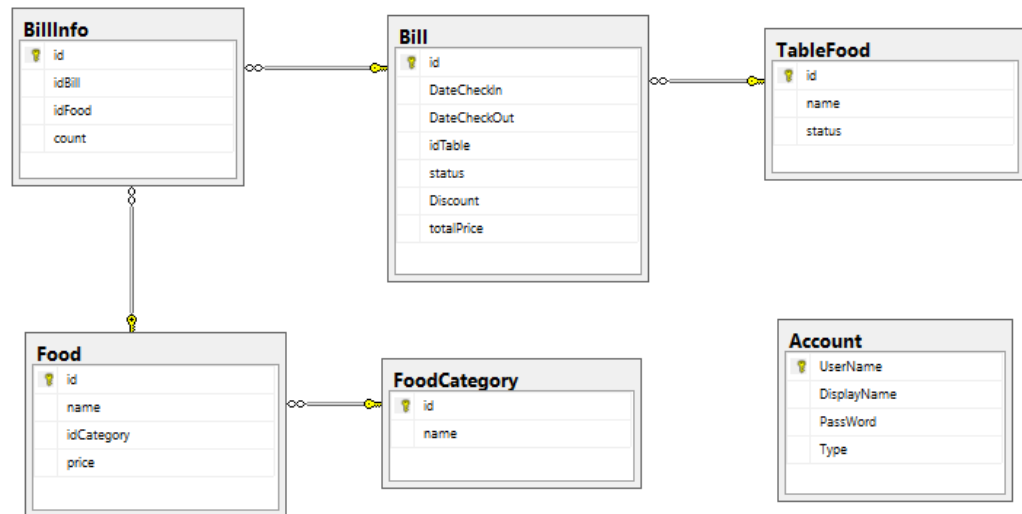 BillInfo
id
idBill
idFood
count
Bill
id
DateCheckIn
DateCheckOut
idTable
status
Discount
totalPrice
TableFood
id
name
status
Food
id
name
idCategory
price
FoodCategory
id
name
Account
UserName
DisplayName
PassWord
Type